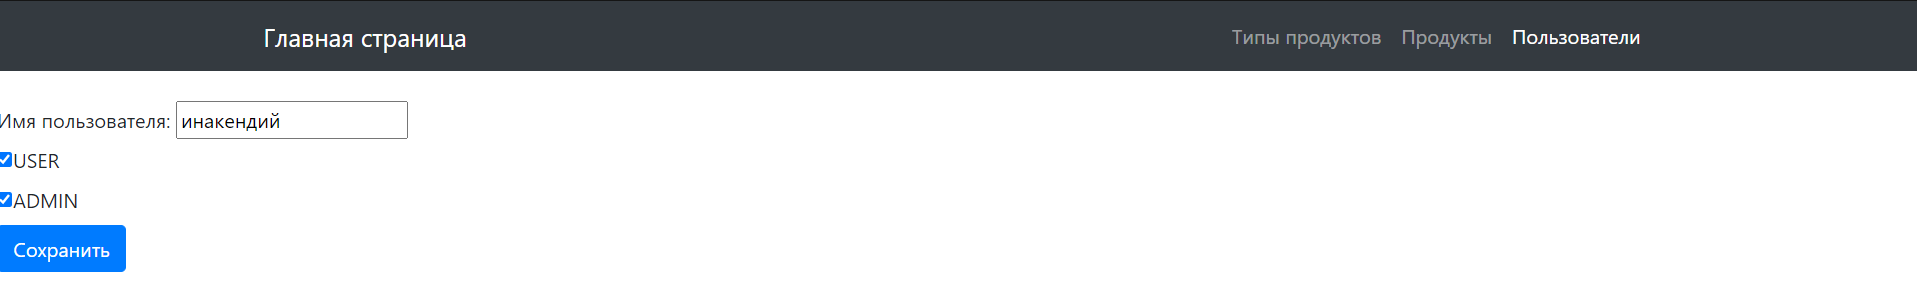 Главная страница Типы продуктов Продукты Пользователи
Имя пользователя: инакендий
USER
ADMIN
Сохранить